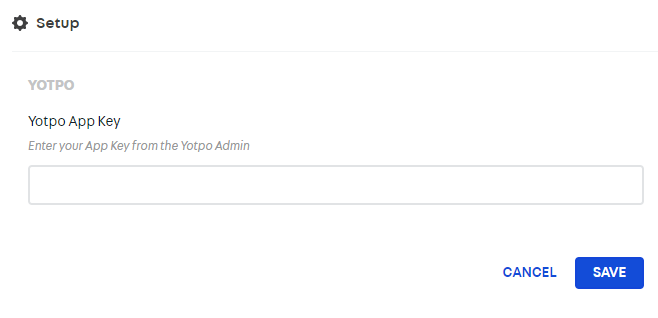 Setup
YOTPO
Yotpo App Key
Enter your App Key from the Yotpo Admin
CANCEL SAVE